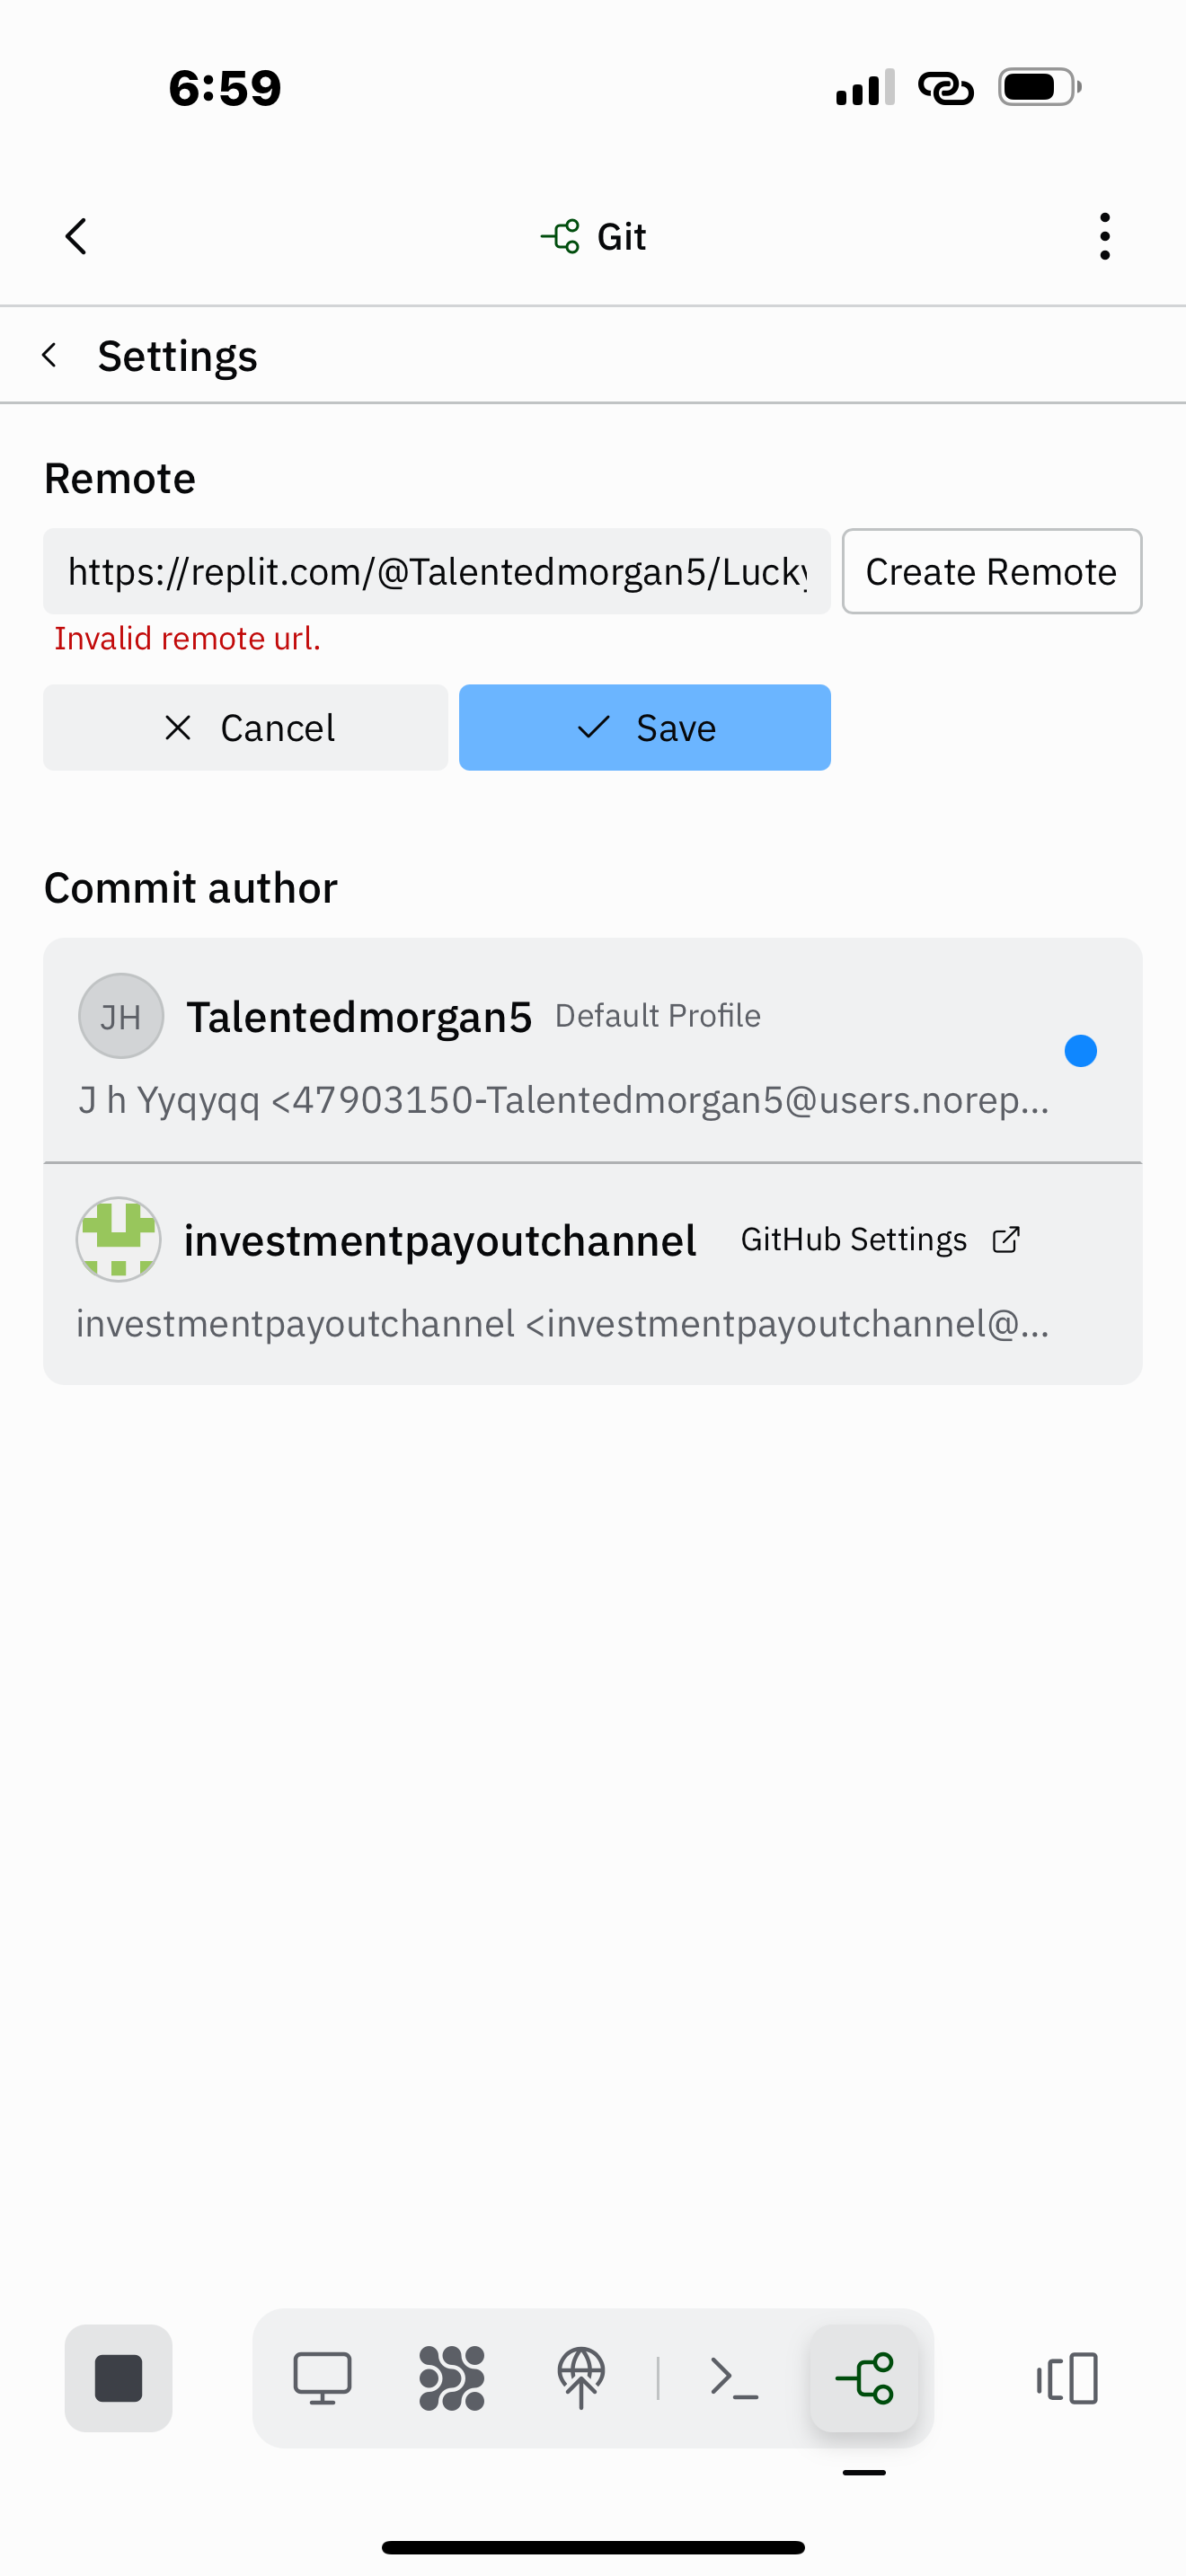 6:59
Git
Settings
Remote
https://replit.com/@Talentedmorgan5/Lucky
Create Remote
Invalid remote url.
Cancel
Save
Commit author
JH
Talentedmorgan5 Default Profile
J h Yyqyqq <47903150-Talentedmorgan5@users.norep...
investmentpayoutchannel GitHub Settings
investmentpayoutchannel <investmentpayoutchannel@...